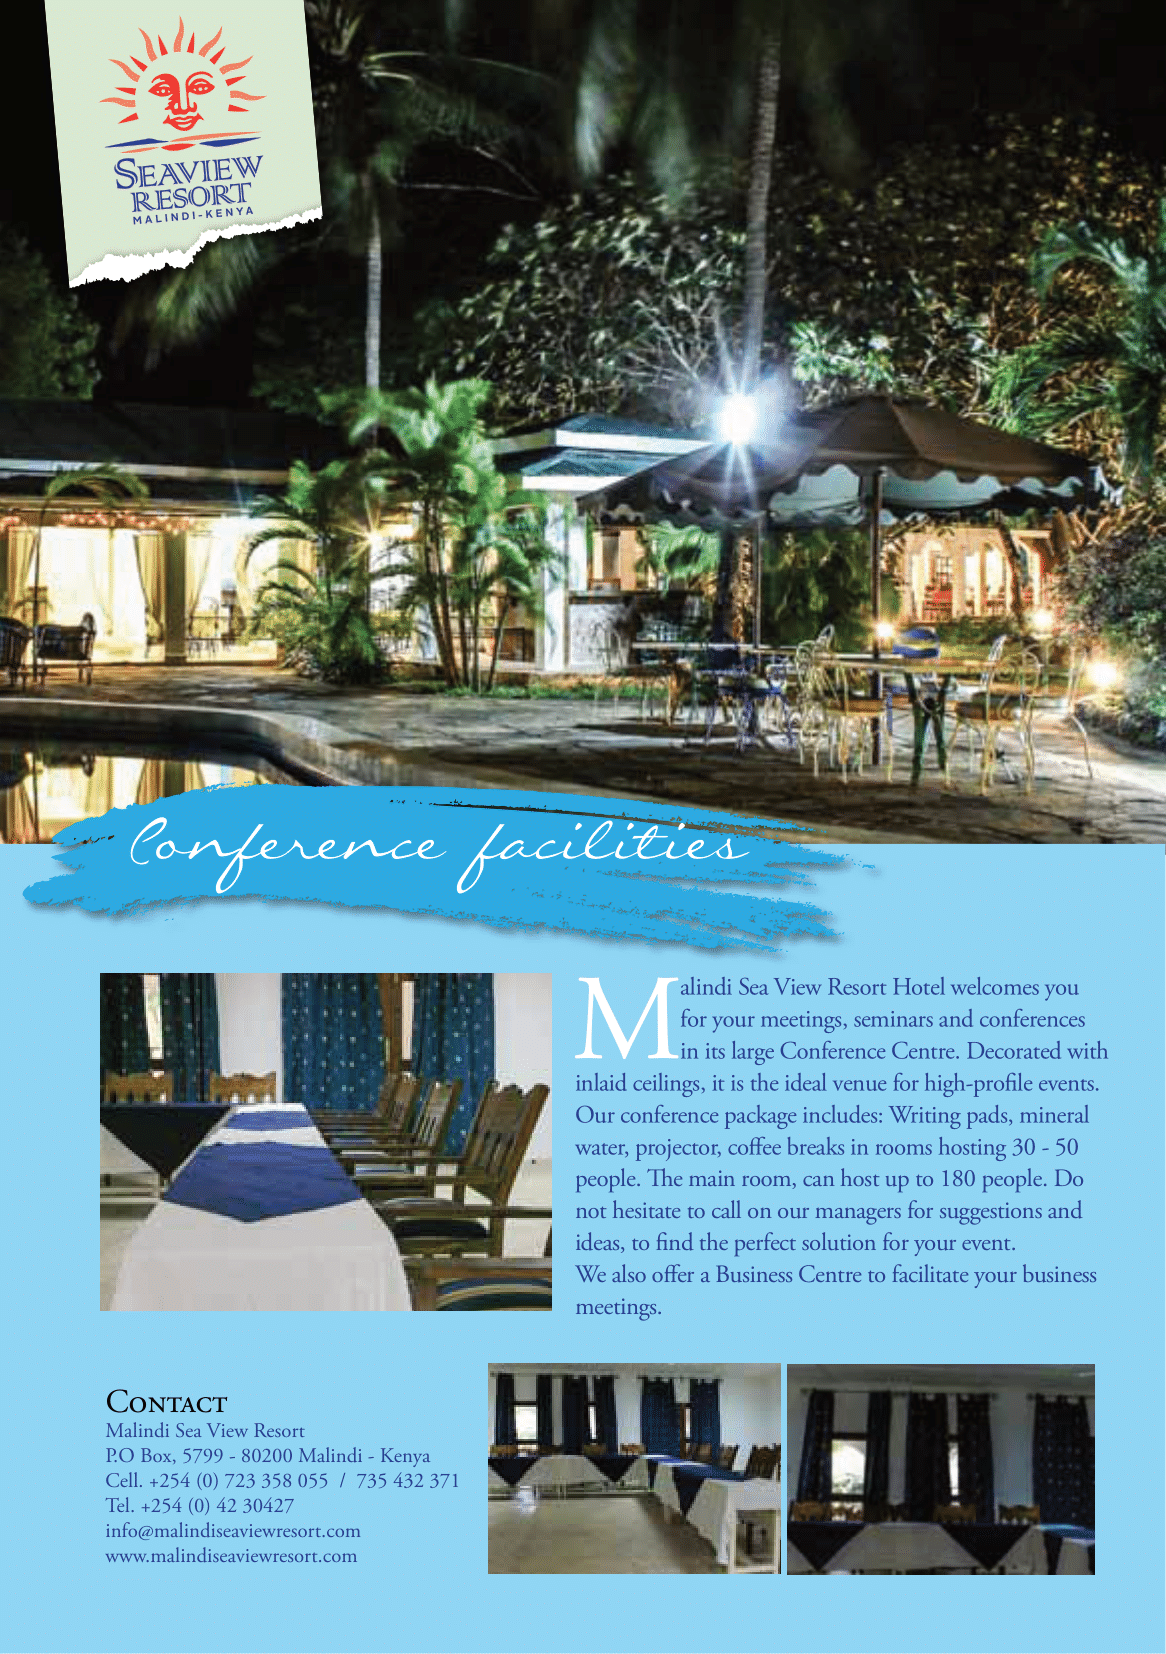 SEAVIEW
RESORT
MALINDI-KENYA
Conference facilities
Malindi Sea View Resort Hotel welcomes you
for your meetings, seminars and conferences
in its large Conference Centre. Decorated with
inlaid ceilings, it is the ideal venue for high-profile events.
Our conference package includes: Writing pads, mineral
water, projector, coffee breaks in rooms hosting 30 - 50
people. The main room, can host up to 180 people. Do
not hesitate to call on our managers for suggestions and
ideas, to find the perfect solution for your event.
We also offer a Business Centre to facilitate your business
meetings.
CONTACT
Malindi Sea View Resort
P.O Box, 5799 - 80200 Malindi - Kenya
Cell. +254 (0) 723 358 055 / 735 432 371
Tel. +254 (0) 42 30427
info@malindiseaviewresort.com
www.malindiseaviewresort.com